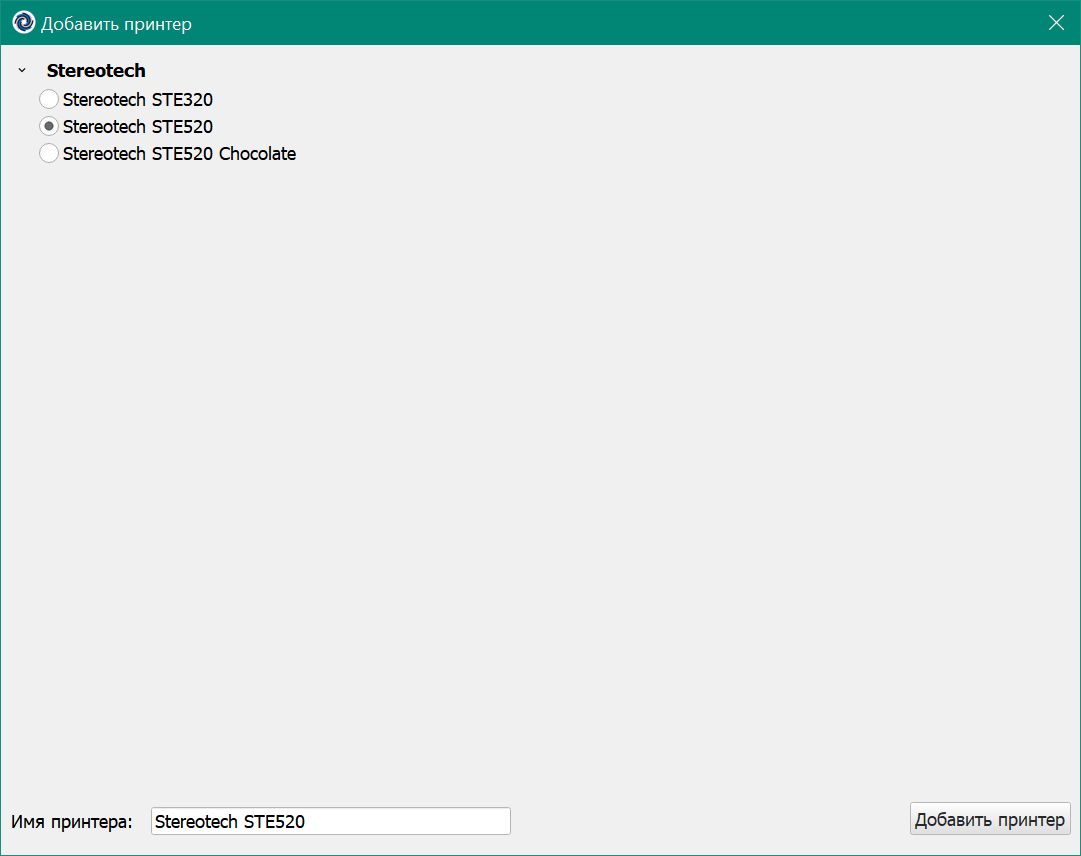 Добавить принтер
Stereotech
Stereotech STE320
Stereotech STE520
Stereotech STE520 Chocolate
Имя принтера: Stereotech STE520 Добавить принтер